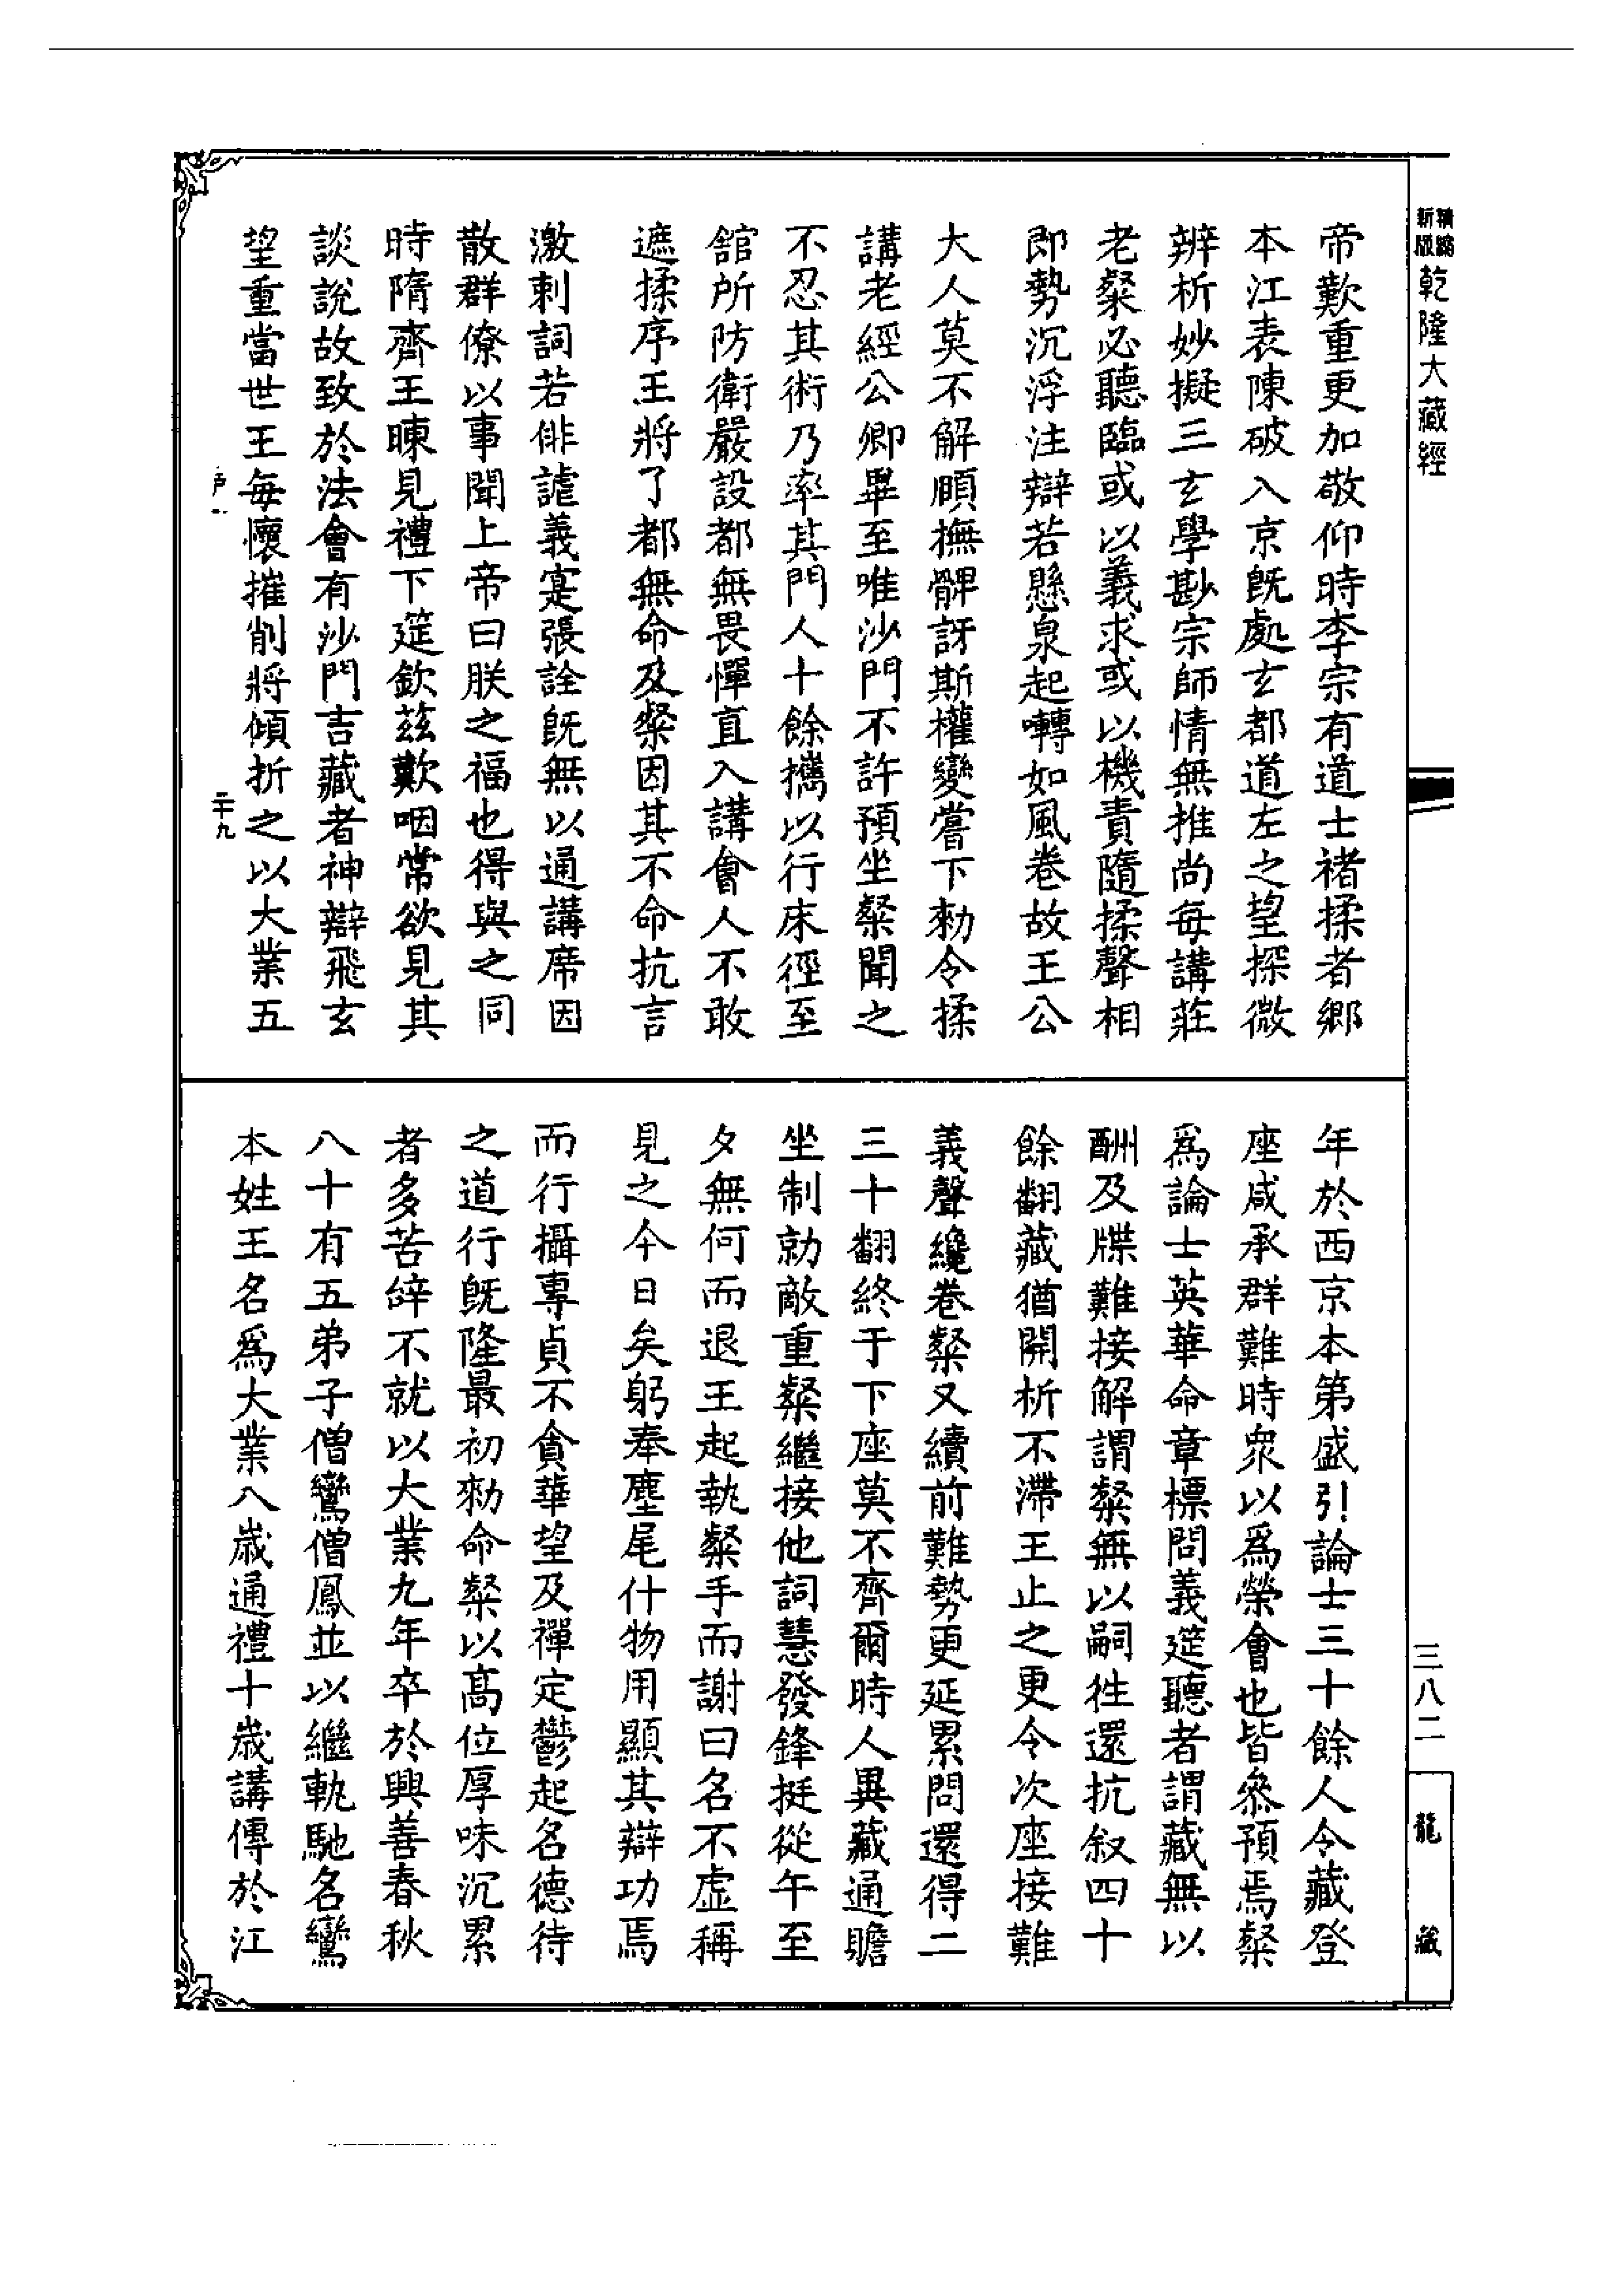 新版
精縮
乾隆大藏經
帝歎重更加敬仰時李宗有道士褚揉者鄉
本江表陳破入京既處玄都道左之望探微
辨析妙擬三玄學尠宗師情無推尚每講莊
老粲必聽臨或以義求或以機責隨揉聲相
即勢沉浮注辯若懸泉起囀如風卷故王公
大人莫不解頤撫髀訝斯權變嘗下勑令揉
講老經公卿畢至唯沙門不許預坐粲聞之
不忍其術乃率其門人十餘攜以行床徑至
舘所防衛嚴設都無畏憚直入講會人不敢
遮揉序王將了都無命及粲因其不命抗言
激刺詞若俳謔義寔張詮既無以通講席因
散群僚以事聞上帝曰朕之福也得與之同
時隋齊王暕見禮下筵欽茲歎咽常欲見其
談說故致於法會有沙門吉藏者神辯飛玄
望重當世王每懷摧削將傾折之以大業五
二十九
年於西京本第盛引論士三十餘人令藏登
座咸承群難時衆以爲榮會也皆叅預焉粲
爲論士英華命章標問義筵聽者謂藏無以
酬及牒難接解謂粲無以嗣徃還抗叙四十
餘翻藏猶開析不滯王止之更令次座接難
義聲纔卷粲又續前難勢更延累問還得二
三十翻終于下座莫不齊爾時人異藏通贍
坐制勍敵重粲繼接他詞慧發鋒挺從午至
夕無何而退王起執粲手而謝曰名不虛稱
見之今日矣躬奉麈尾什物用顯其辯功焉
而行攝專貞不貪華望及禪定鬱起名德待
之道行既隆最初勑命粲以高位厚味沉累
者多苦辝不就以大業九年卒於興善春秋
八十有五弟子僧鸞僧鳳並以繼軌馳名鸞
本姓王名爲大業八歲通禮十歲講傳於江
三八二
龍藏